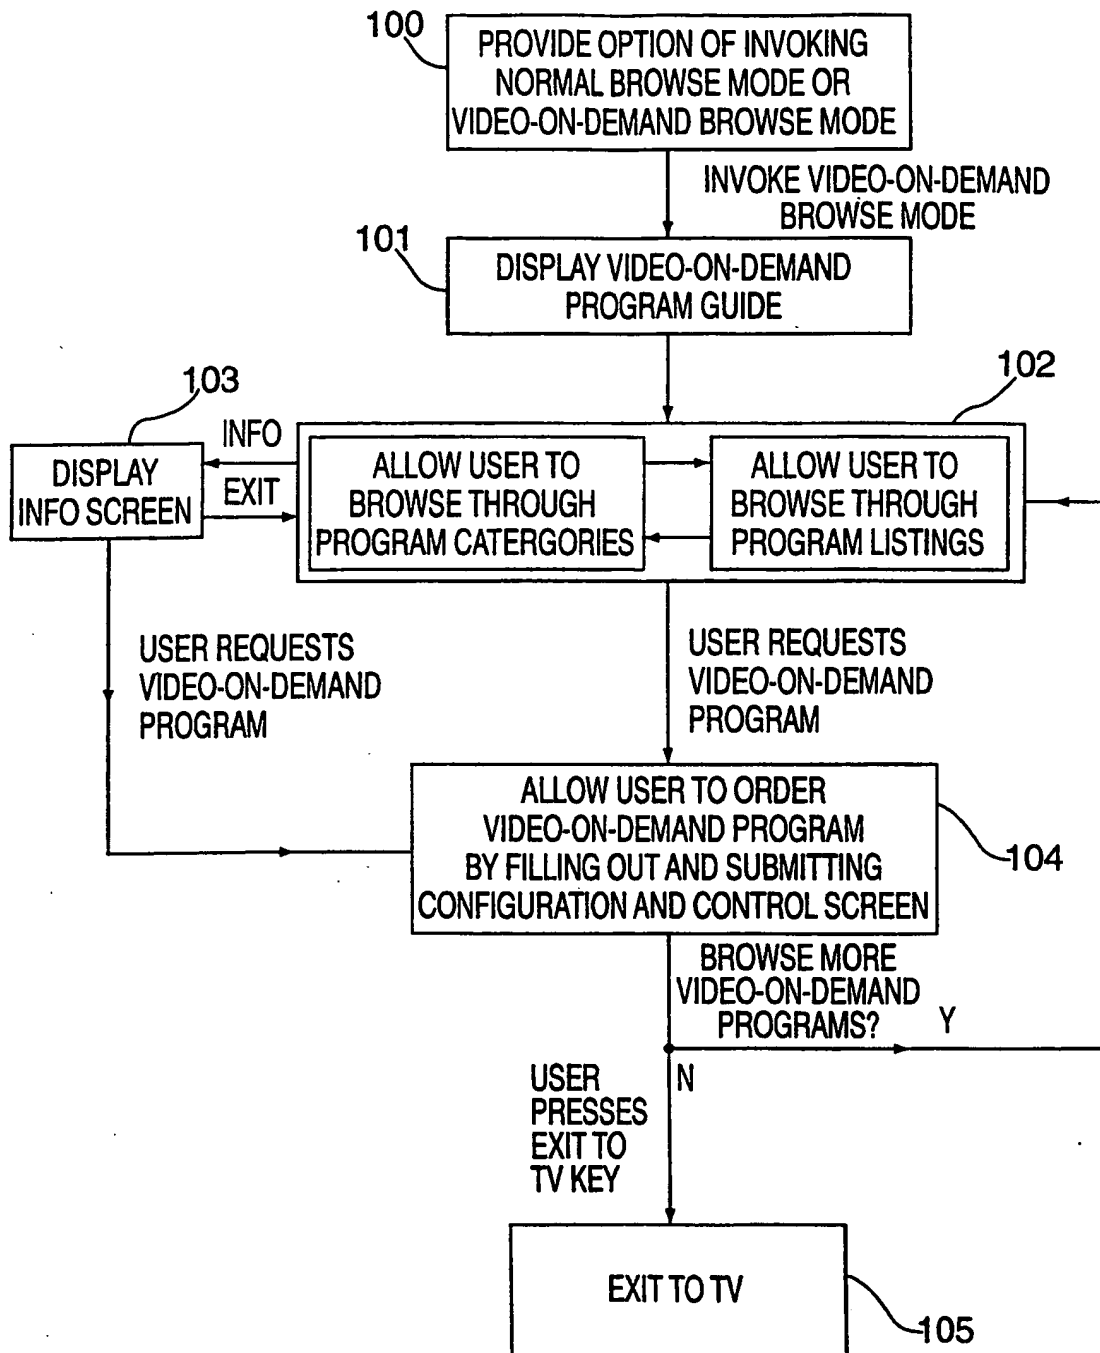 100
PROVIDE OPTION OF INVOKING
NORMAL BROWSE MODE OR
VIDEO-ON-DEMAND BROWSE MODE
INVOKE VIDEO-ON-DEMAND
BROWSE MODE
101
DISPLAY VIDEO-ON-DEMAND
PROGRAM GUIDE
102
103
DISPLAY
INFO SCREEN
INFO
EXIT
ALLOW USER TO
BROWSE THROUGH
PROGRAM CATERGORIES
ALLOW USER TO
BROWSE THROUGH
PROGRAM LISTINGS
USER REQUESTS
VIDEO-ON-DEMAND
PROGRAM
USER REQUESTS
VIDEO-ON-DEMAND
PROGRAM
ALLOW USER TO ORDER
VIDEO-ON-DEMAND PROGRAM
BY FILLING OUT AND SUBMITTING
CONFIGURATION AND CONTROL SCREEN
104
BROWSE MORE
VIDEO-ON-DEMAND
PROGRAMS?
Y
N
USER
PRESSES
EXIT TO
TV KEY
EXIT TO TV
105